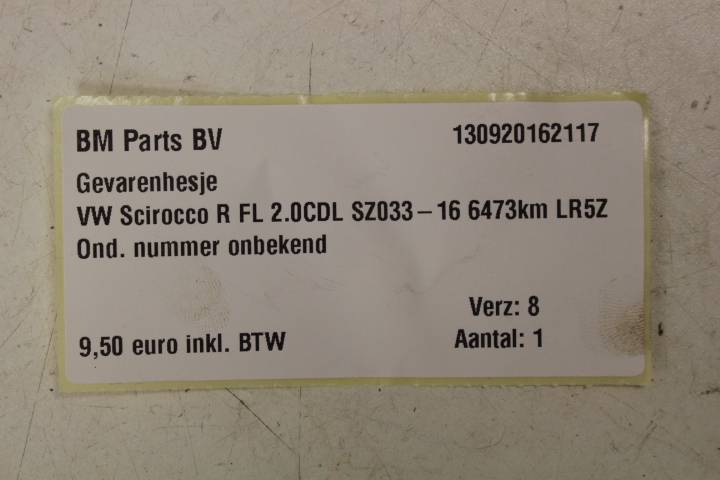 BM Parts BV 130920162117
Gevarenhesje
VW Scirocco R FL 2.0CDL SZ033 – 16 6473km LR5Z
Ond. nummer onbekend
Verz: 8
9,50 euro inkl. BTW Aantal: 1